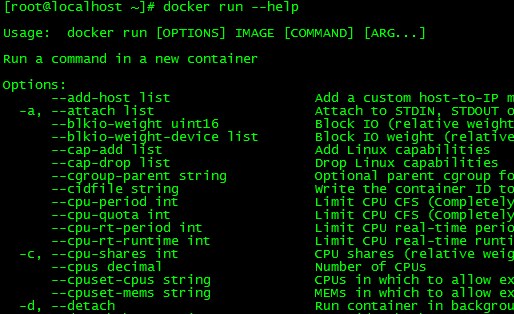 [root@localhost ~]# docker run --help
Usage:  docker run [OPTIONS] IMAGE [COMMAND] [ARG...]
Run a command in a new container
Options:
      --add-host list                  Add a custom host-to-IP m
  -a, --attach list                    Attach to STDIN, STDOUT o
      --blkio-weight uint16            Block IO (relative weight
      --blkio-weight-device list       Block IO weight (relative
      --cap-add list                   Add Linux capabilities
      --cap-drop list                  Drop Linux capabilities
      --cgroup-parent string           Optional parent cgroup fo
      --cidfile string                 Write the container ID to
      --cpu-period int                 Limit CPU CFS (Completely
      --cpu-quota int                  Limit CPU CFS (Completely
      --cpu-rt-period int              Limit CPU real-time perio
      --cpu-rt-runtime int             Limit CPU real-time runti
  -c, --cpu-shares int                 CPU shares (relative weig
      --cpus decimal                   Number of CPUs
      --cpuset-cpus string             CPUs in which to allow ex
      --cpuset-mems string             MEMs in which to allow ex
  -d, --detach                         Run container in backgrou